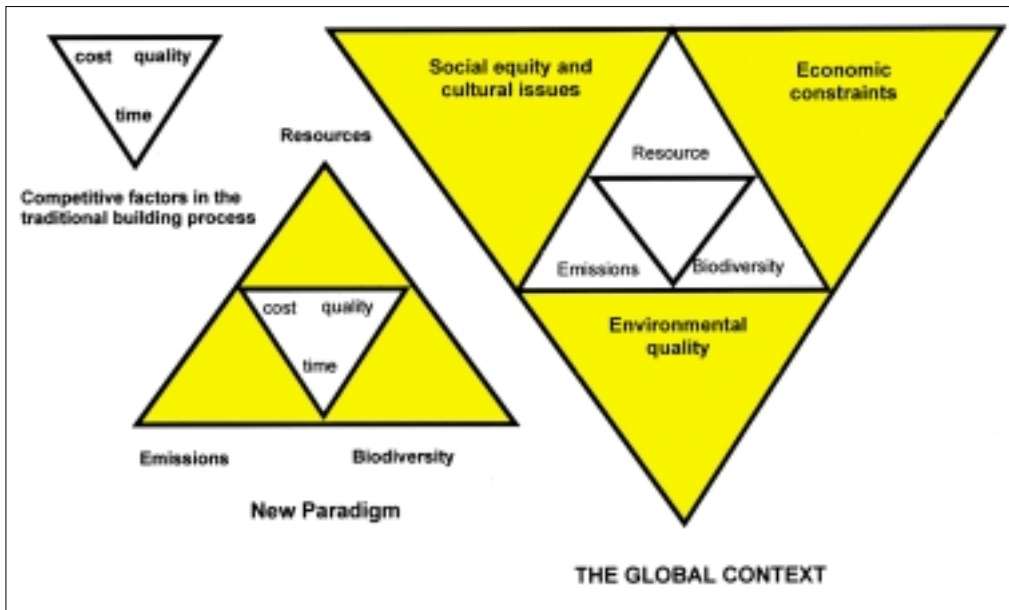 cost quality
time
Competitive factors in the
traditional building process
Resources
cost quality
time
Emissions Biodiversity
New Paradigm
Social equity and
cultural issues
Economic
constraints
Resource
Emissions Biodiversity
Environmental
quality
THE GLOBAL CONTEXT